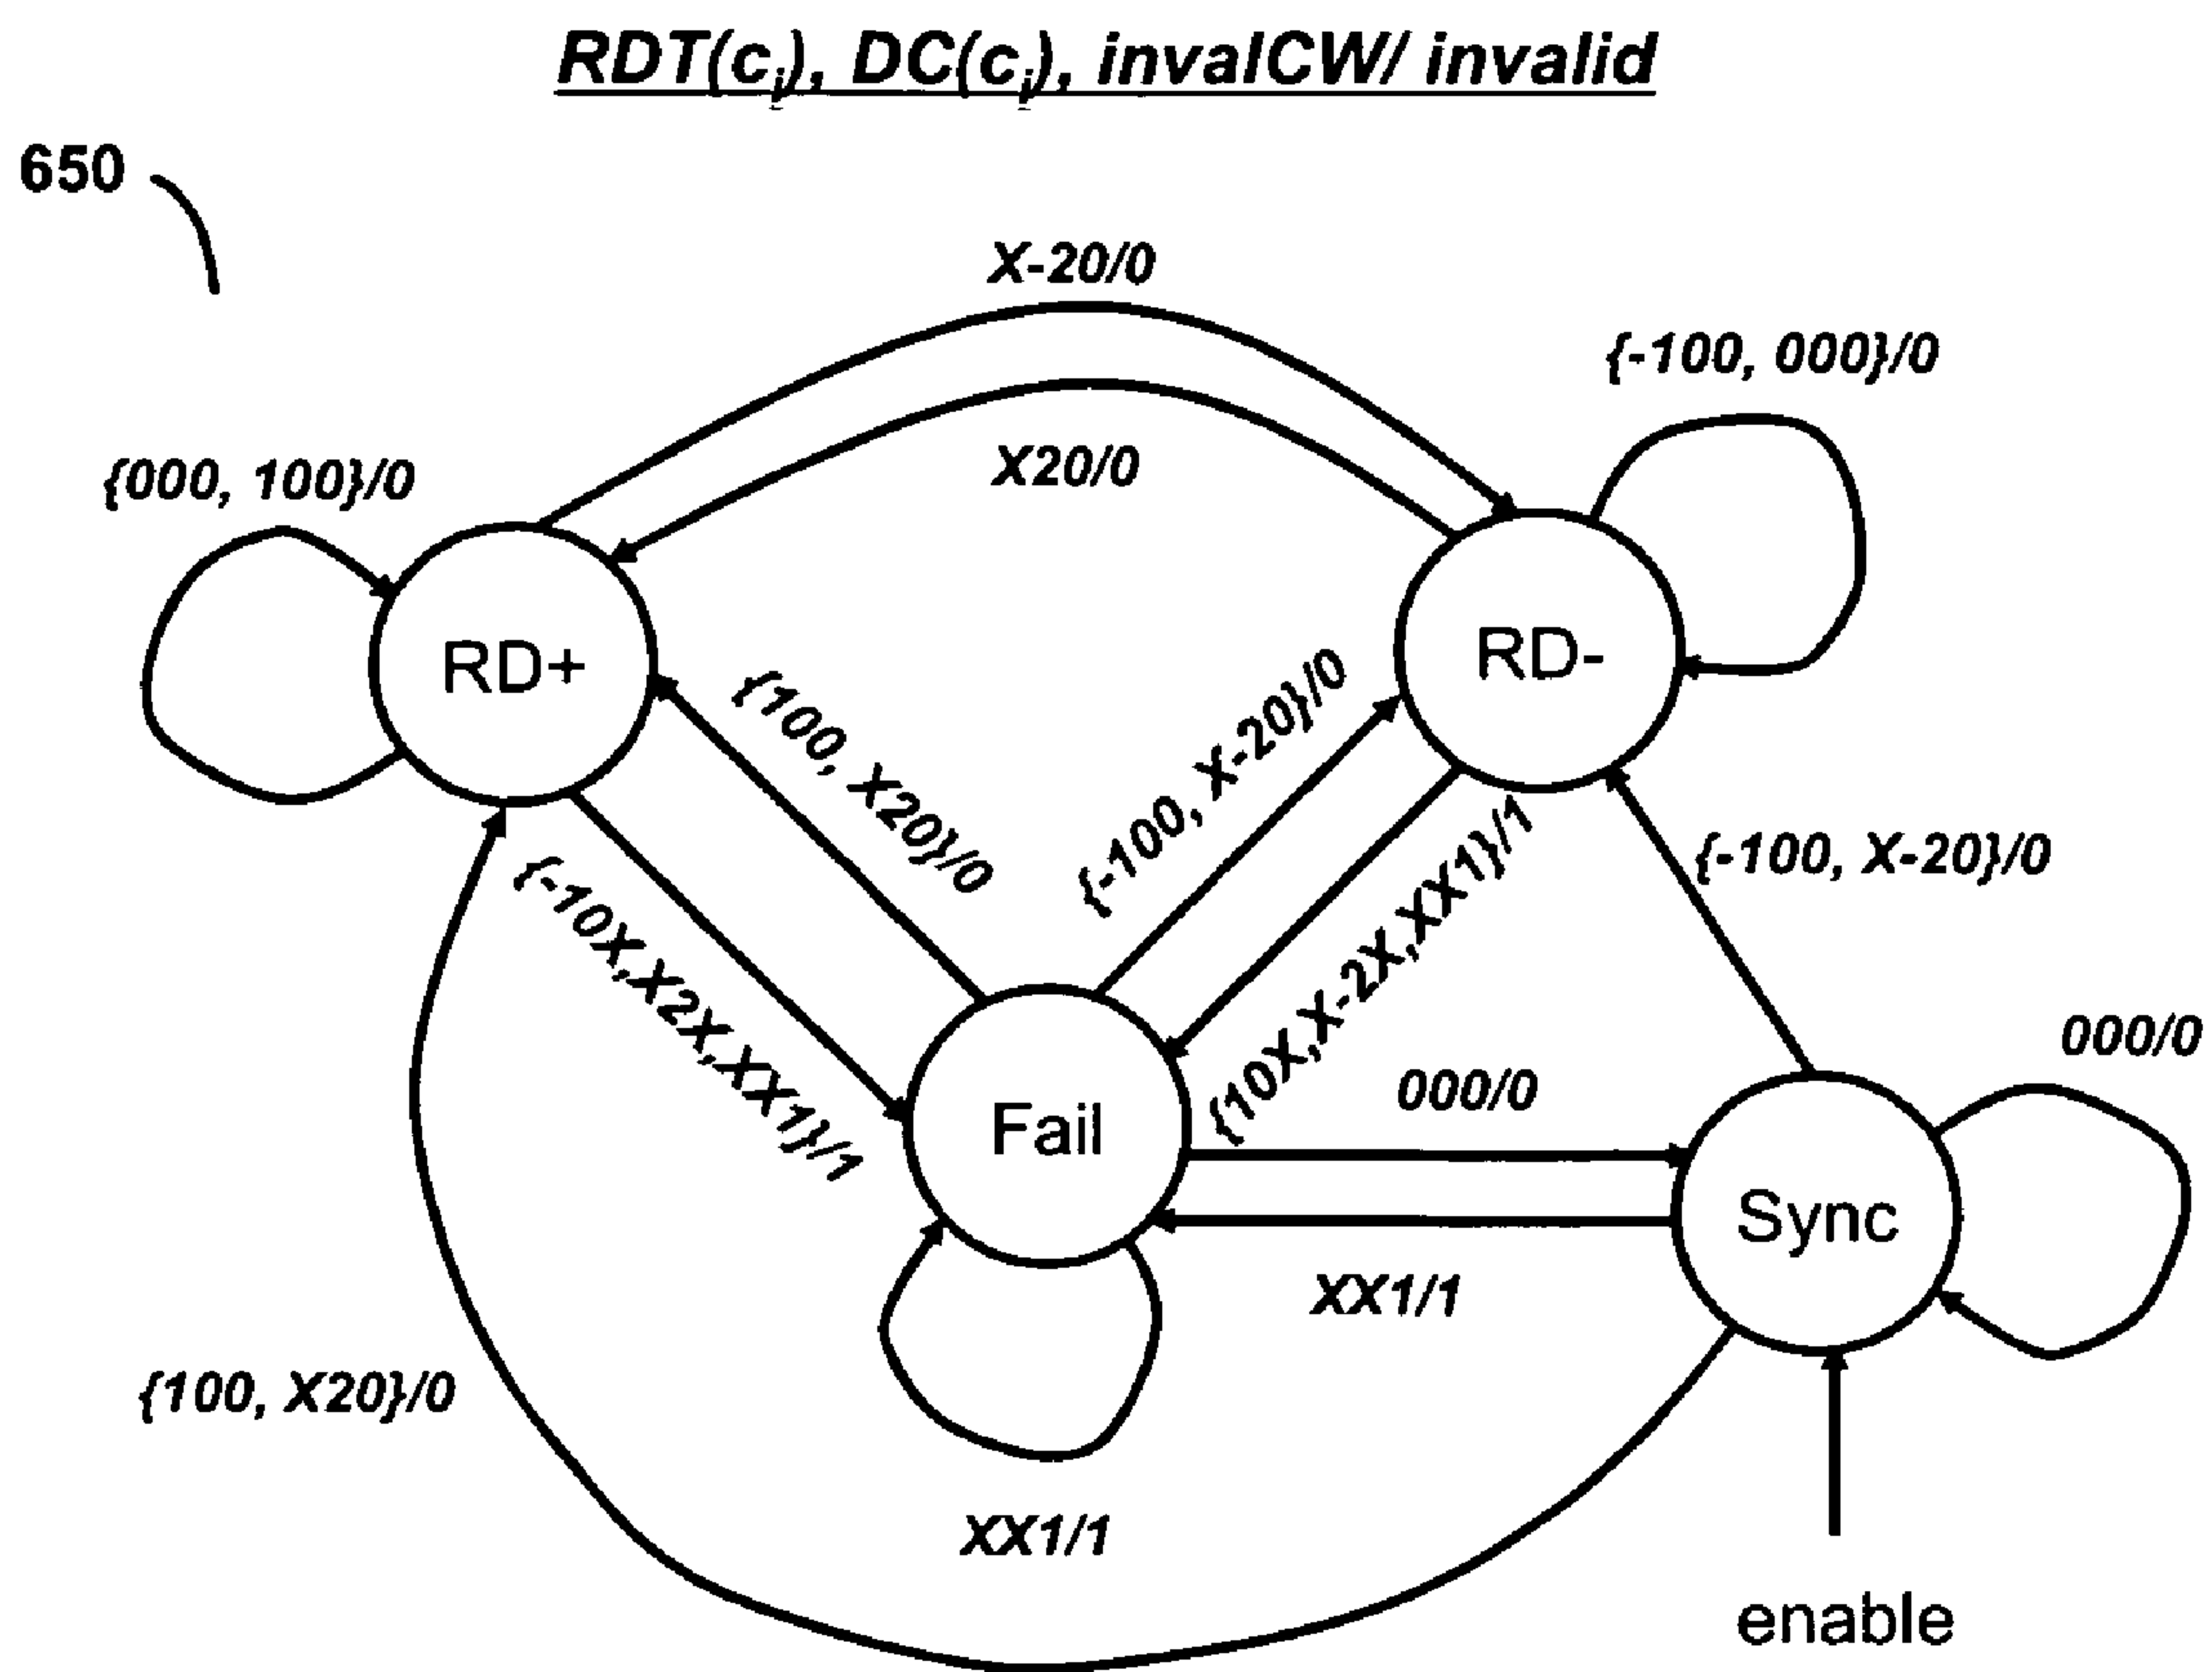 RDT(cⱼ), DC(cⱼ), invalCW/ invalid
650
X-20/0
{-100, 000}/0
X20/0
{000, 100}/0
RD+
RD-
{100, X20}/0
{-100, X-20}/0
{-10X,X2X,XX1}/1
{10X,X-2X,XX1}/1
{-100, X-20}/0
000/0
000/0
Fail
Sync
XX1/1
{100, X20}/0
XX1/1
enable